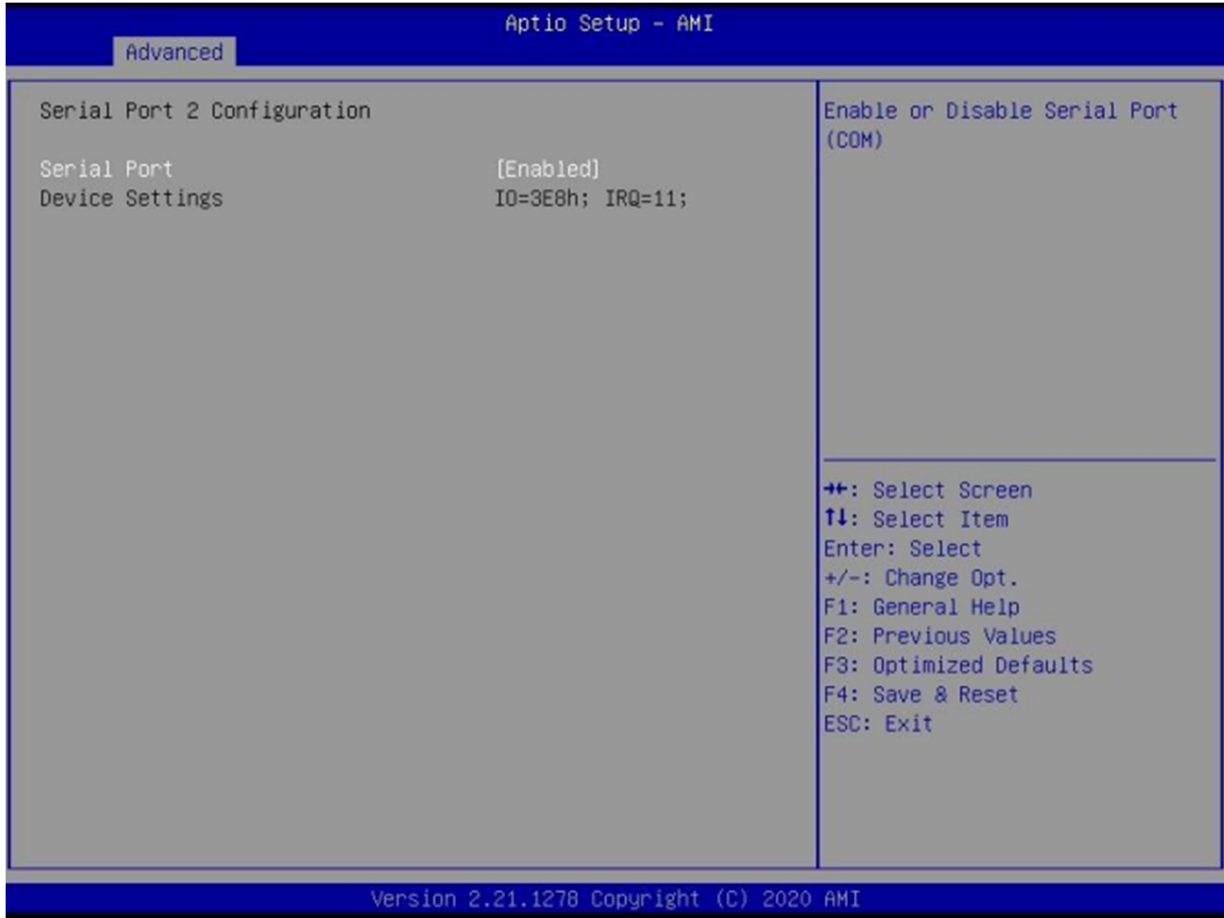 Aptio Setup - AMI
Advanced
Serial Port 2 Configuration
Serial Port [Enabled]
Device Settings IO=3E8h; IRQ=11;
Enable or Disable Serial Port
(COM)
→←: Select Screen
↑↓: Select Item
Enter: Select
+/-: Change Opt.
F1: General Help
F2: Previous Values
F3: Optimized Defaults
F4: Save & Reset
ESC: Exit
Version 2.21.1278 Copyright (C) 2020 AMI